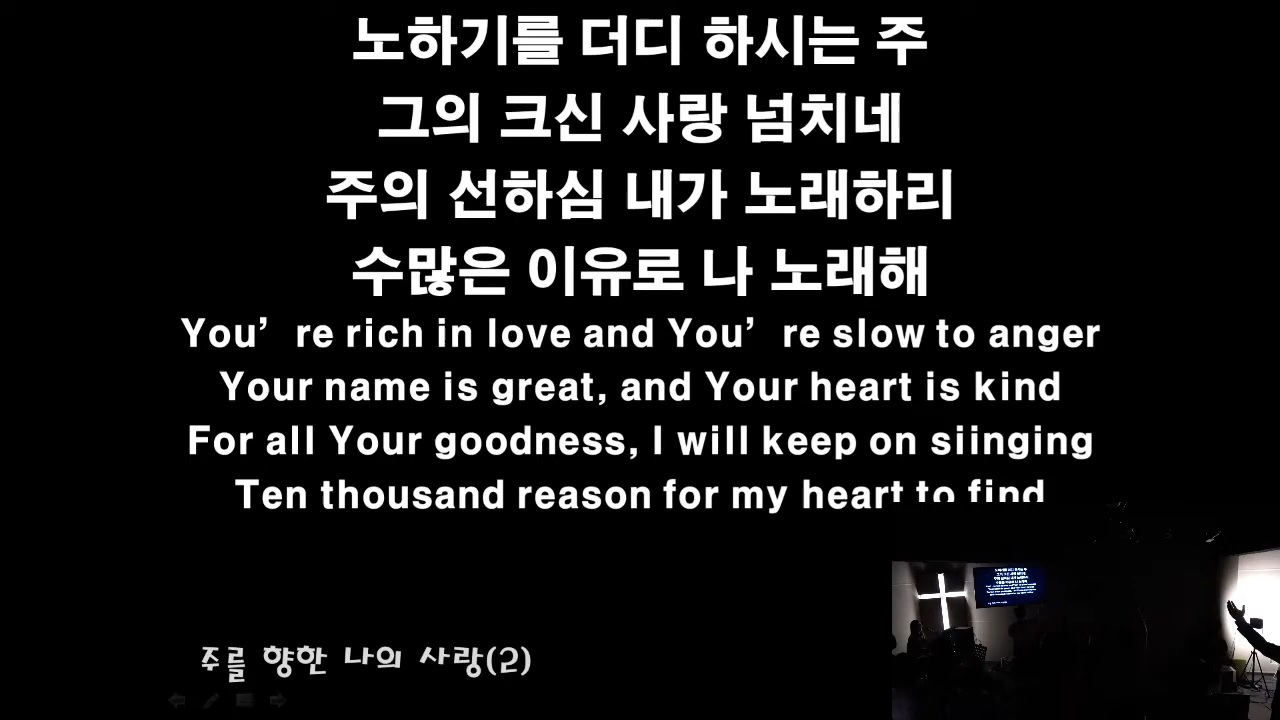 노하기를 더디 하시는 주
그의 크신 사랑 넘치네
주의 선하심 내가 노래하리
수많은 이유로 나 노래해
You’re rich in love and You’re slow to anger
Your name is great, and Your heart is kind
For all Your goodness, I will keep on siinging
Ten thousand reason for my heart to find
주를 향한 나의 사랑(2)